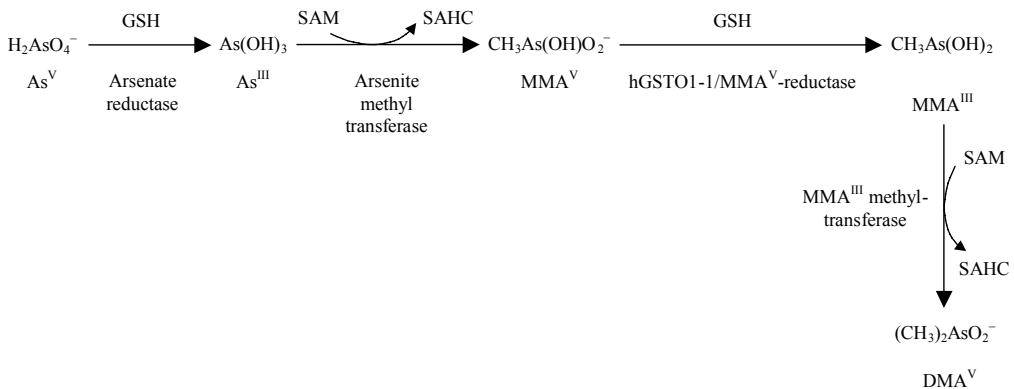 GSH
SAM
SAHC
GSH
H₂AsO₄⁻
As(OH)₃
CH₃As(OH)O₂⁻
CH₃As(OH)₂
Asⱽ
Arsenate
reductase
Asᴵᴵᴵ
Arsenite
methyl
transferase
MMAⱽ
hGSTO1-1/MMAⱽ-reductase
MMAᴵᴵᴵ
SAM
MMAᴵᴵᴵ methyl-
transferase
SAHC
(CH₃)₂AsO₂⁻
DMAⱽ